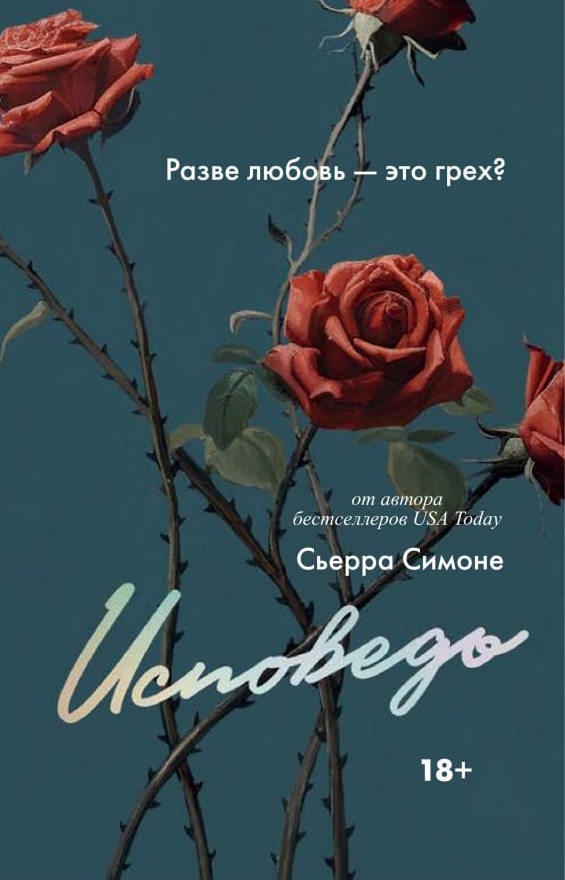 Разве любовь — это грех?
от автора
бестселлеров USA Today
Сьерра Симоне
Исповедь
18+